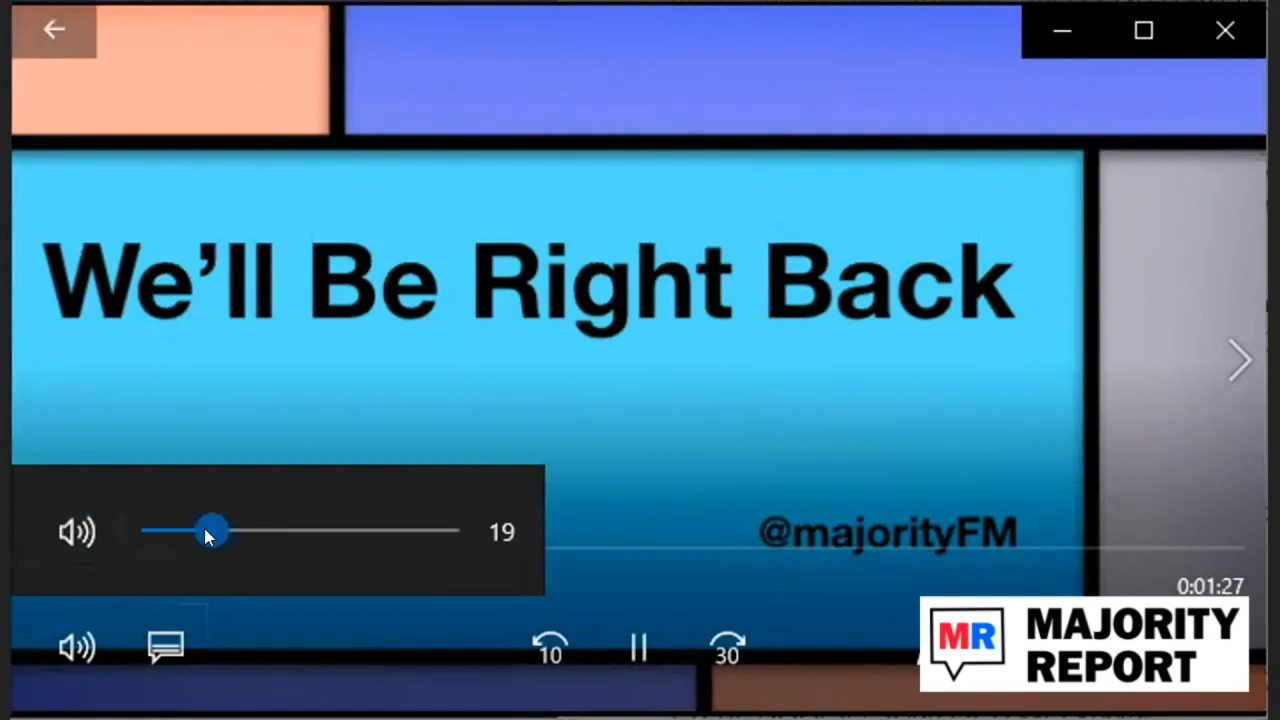 We’ll Be Right Back
19
@majorityFM
0:01:27
10
30
MR
MAJORITY
REPORT